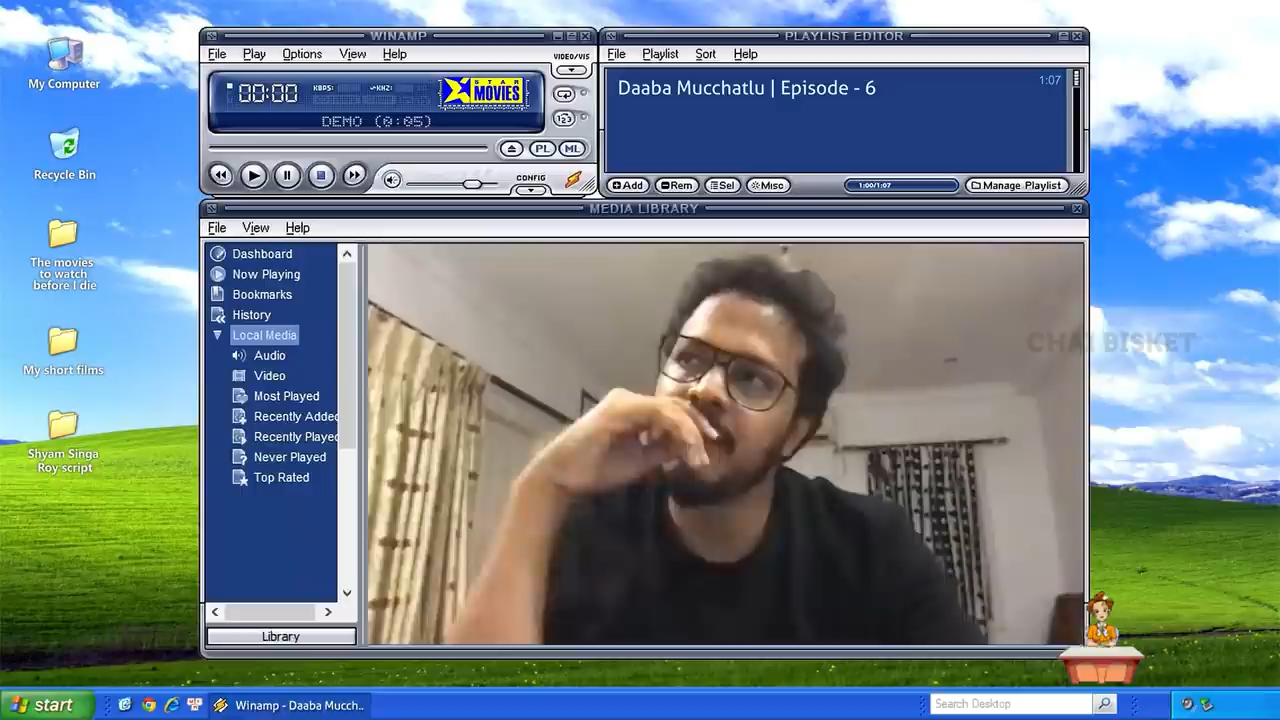 My Computer
Recycle Bin
The movies
to watch
before I die
My short films
Shyam Singa
Roy script
WINAMP
File Play Options View Help
VIDEO/VIS
00:00
KBPS: KHZ:
STAR
MOVIES
DEMO (0:05)
PL ML
CONFIG
PLAYLIST EDITOR
File Playlist Sort Help
Daaba Mucchatlu | Episode - 6 1:07
Add Rem Sel Misc 1:00/1:07 Manage Playlist
MEDIA LIBRARY
File View Help
Dashboard
Now Playing
Bookmarks
History
Local Media
Audio
Video
Most Played
Recently Added
Recently Playe
Never Played
Top Rated
Library
CHAI BISKET
start
Winamp - Daaba Mucch..
Search Desktop